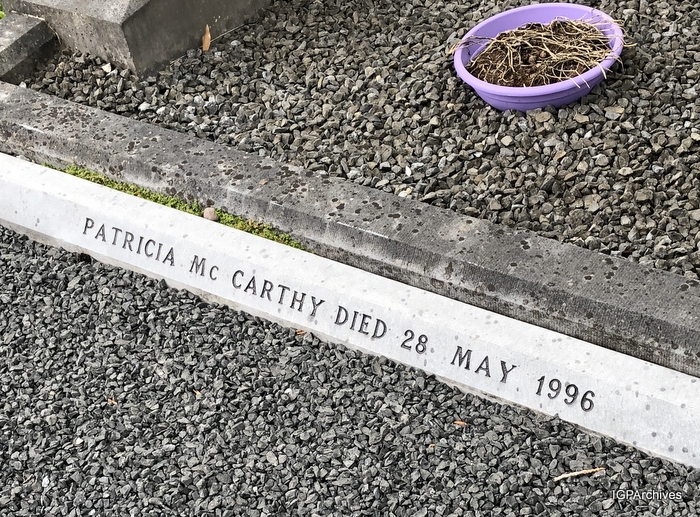 PATRICIA Mc CARTHY DIED 28 MAY 1996
IGPArchives